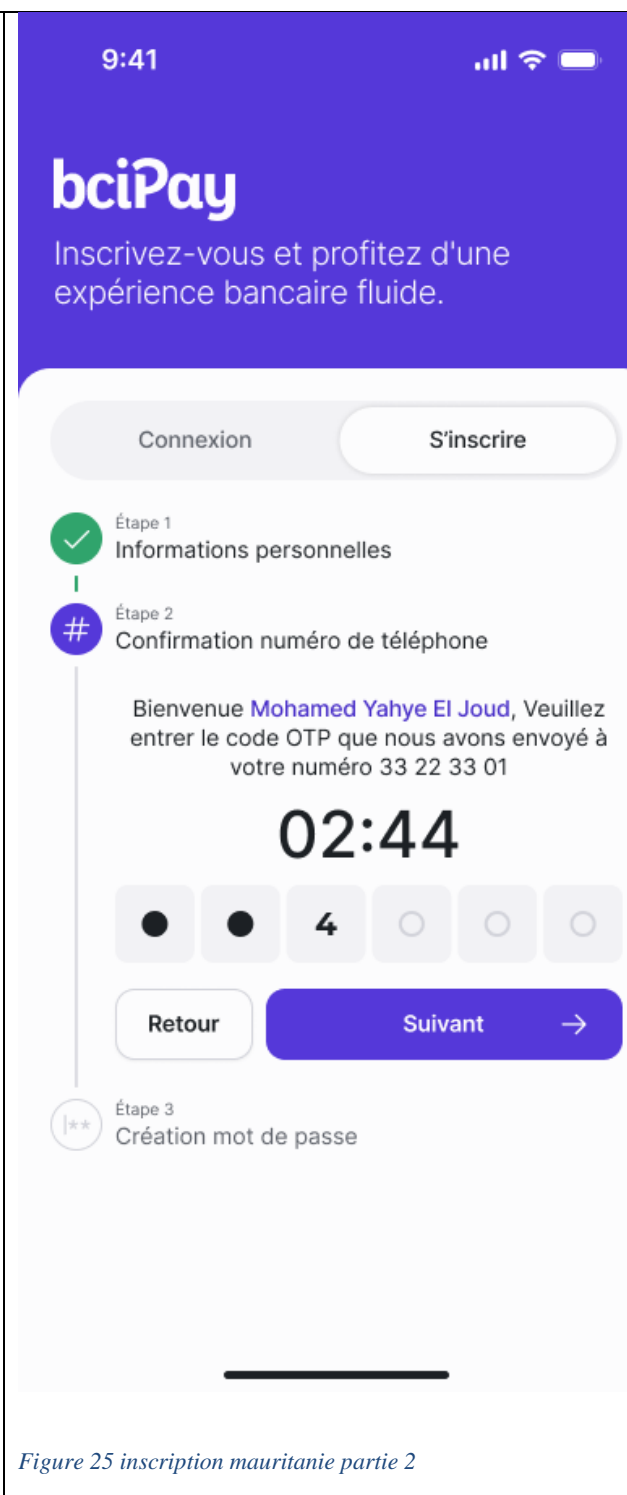 9:41
bciPay
Inscrivez-vous et profitez d'une
expérience bancaire fluide.
Connexion
S'inscrire
Étape 1
Informations personnelles
#
Étape 2
Confirmation numéro de téléphone
Bienvenue Mohamed Yahye El Joud, Veuillez
entrer le code OTP que nous avons envoyé à
votre numéro 33 22 33 01
02:44
4
Retour
Suivant →
|**
Étape 3
Création mot de passe
Figure 25 inscription mauritanie partie 2